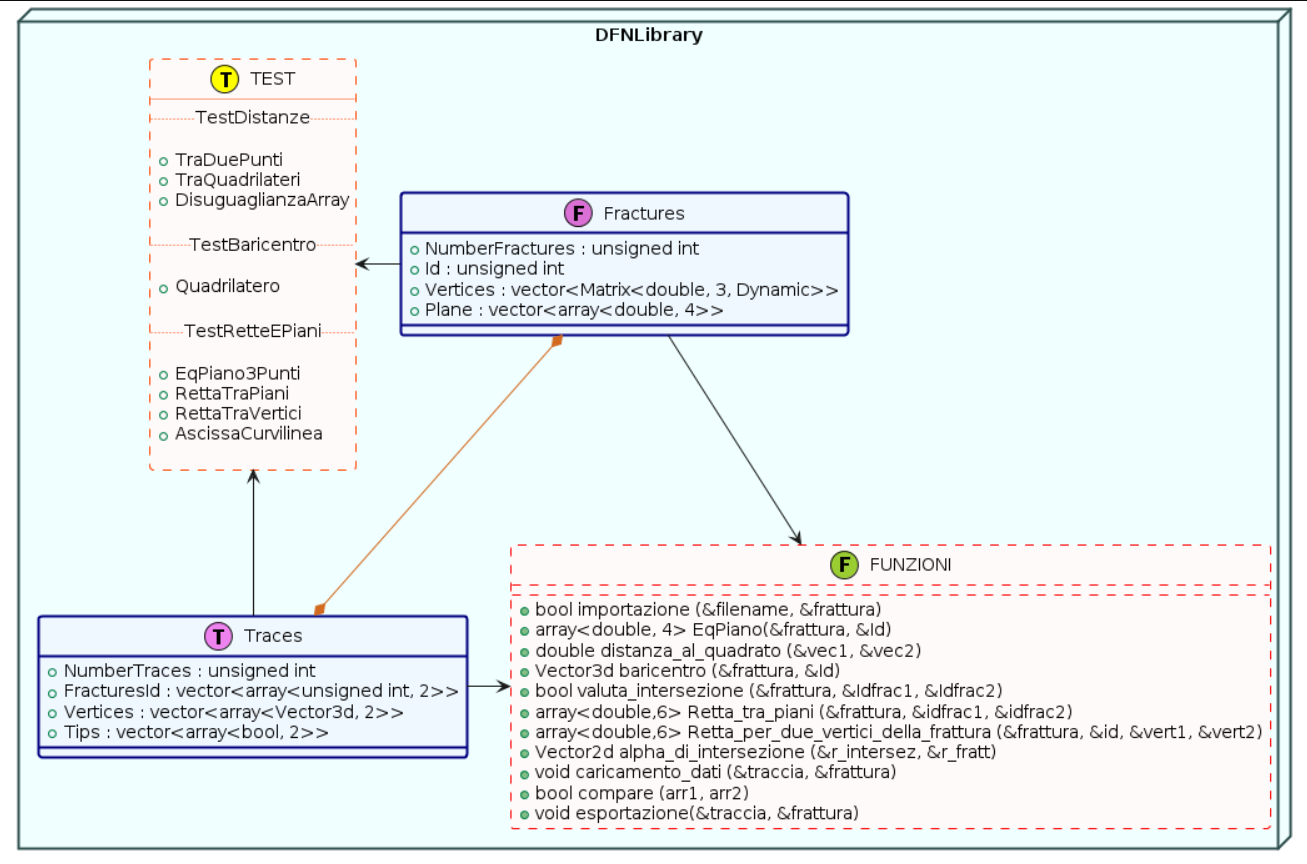 DFNLibrary
T TEST
TestDistanze
TraDuePunti
TraQuadrilateri
DisuguaglianzaArray
TestBaricentro
Quadrilatero
TestRetteEPiani
EqPiano3Punti
RettaTraPiani
RettaTraVertici
AscissaCurvilinea
F Fractures
NumberFractures : unsigned int
Id : unsigned int
Vertices : vector<Matrix<double, 3, Dynamic>>
Plane : vector<array<double, 4>>
T Traces
NumberTraces : unsigned int
FracturesId : vector<array<unsigned int, 2>>
Vertices : vector<array<Vector3d, 2>>
Tips : vector<array<bool, 2>>
F FUNZIONI
bool importazione (&filename, &frattura)
array<double, 4> EqPiano(&frattura, &Id)
double distanza_al_quadrato (&vec1, &vec2)
Vector3d baricentro (&frattura, &Id)
bool valuta_intersezione (&frattura, &Idfrac1, &Idfrac2)
array<double,6> Retta_tra_piani (&frattura, &idfrac1, &idfrac2)
array<double,6> Retta_per_due_vertici_della_frattura (&frattura, &id, &vert1, &vert2)
Vector2d alpha_di_intersezione (&r_intersez, &r_fratt)
void caricamento_dati (&traccia, &frattura)
bool compare (arr1, arr2)
void esportazione(&traccia, &frattura)